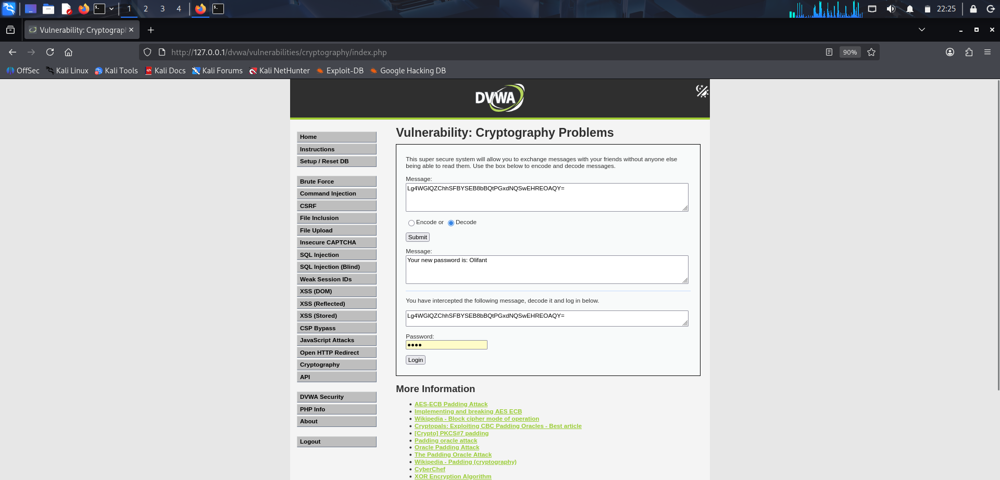 1 2 3 4 22:25
Vulnerability: Cryptograp
http://127.0.0.1/dvwa/vulnerabilities/cryptography/index.php 90%
OffSec Kali Linux Kali Tools Kali Docs Kali Forums Kali NetHunter Exploit-DB Google Hacking DB
DVWA
Home
Instructions
Setup / Reset DB
Brute Force
Command Injection
CSRF
File Inclusion
File Upload
Insecure CAPTCHA
SQL Injection
SQL Injection (Blind)
Weak Session IDs
XSS (DOM)
XSS (Reflected)
XSS (Stored)
CSP Bypass
JavaScript Attacks
Open HTTP Redirect
Cryptography
API
DVWA Security
PHP Info
About
Logout
Vulnerability: Cryptography Problems
This super secure system will allow you to exchange messages with your friends without anyone else
being able to read them. Use the box below to encode and decode messages.
Message:
Lg4WGlQZChhSFBYSEB8bBQtPGxdNQSwEHREOAQY=
Encode or Decode
Submit
Message:
Your new password is: Olifant
You have intercepted the following message, decode it and log in below.
Lg4WGlQZChhSFBYSEB8bBQtPGxdNQSwEHREOAQY=
Password:
●●●●
Login
More Information
AES-ECB Padding Attack
Implementing and breaking AES ECB
Wikipedia - Block cipher mode of operation
Cryptopals: Exploiting CBC Padding Oracles - Best article
[Crypto] PKCS#7 padding
Padding oracle attack
Oracle Padding Attack
The Padding Oracle Attack
Wikipedia - Padding (cryptography)
CyberChef
XOR Encryption Algorithm